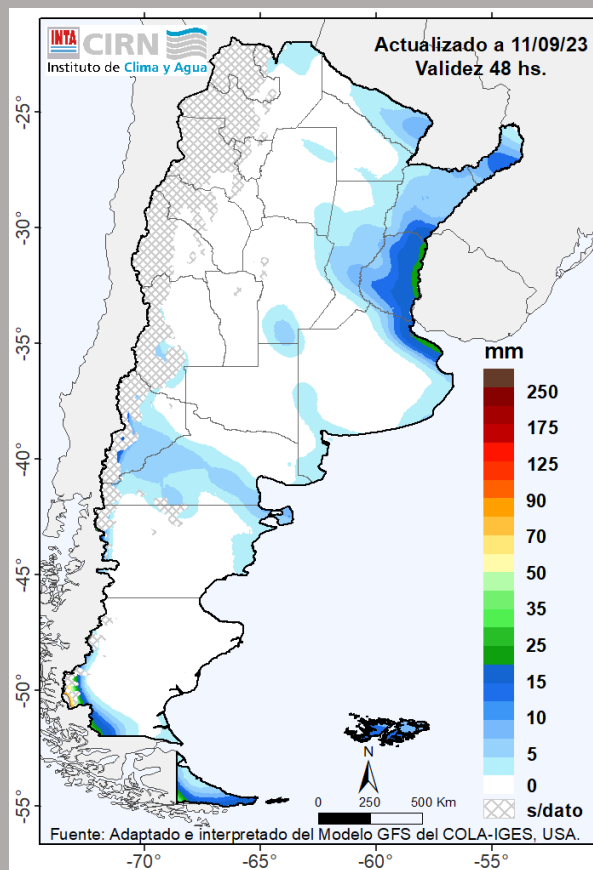 INTA CIRN
Instituto de Clima y Agua
Actualizado a 11/09/23
Validez 48 hs.
-25°
-30°
-35°
-40°
-45°
-50°
-55°
mm
250
175
125
90
70
50
35
25
15
10
5
0
s/dato
N
0 250 500 Km
Fuente: Adaptado e interpretado del Modelo GFS del COLA-IGES, USA.
-70° -65° -60° -55°